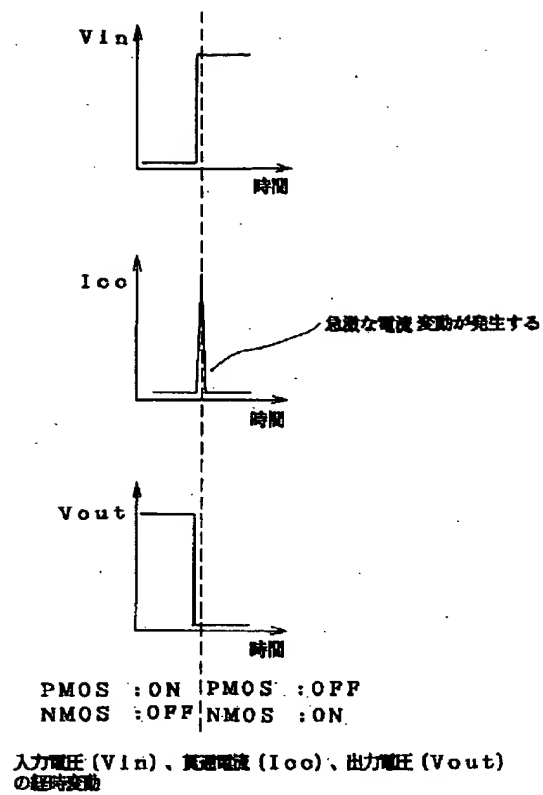 Vin
時間
Icc
急激な電流変動が発生する
時間
Vout
時間
PMOS :ON PMOS :OFF
NMOS :OFF NMOS :ON
入力電圧(Vin)、貫通電流(Icc)、出力電圧(Vout)
の経時変動